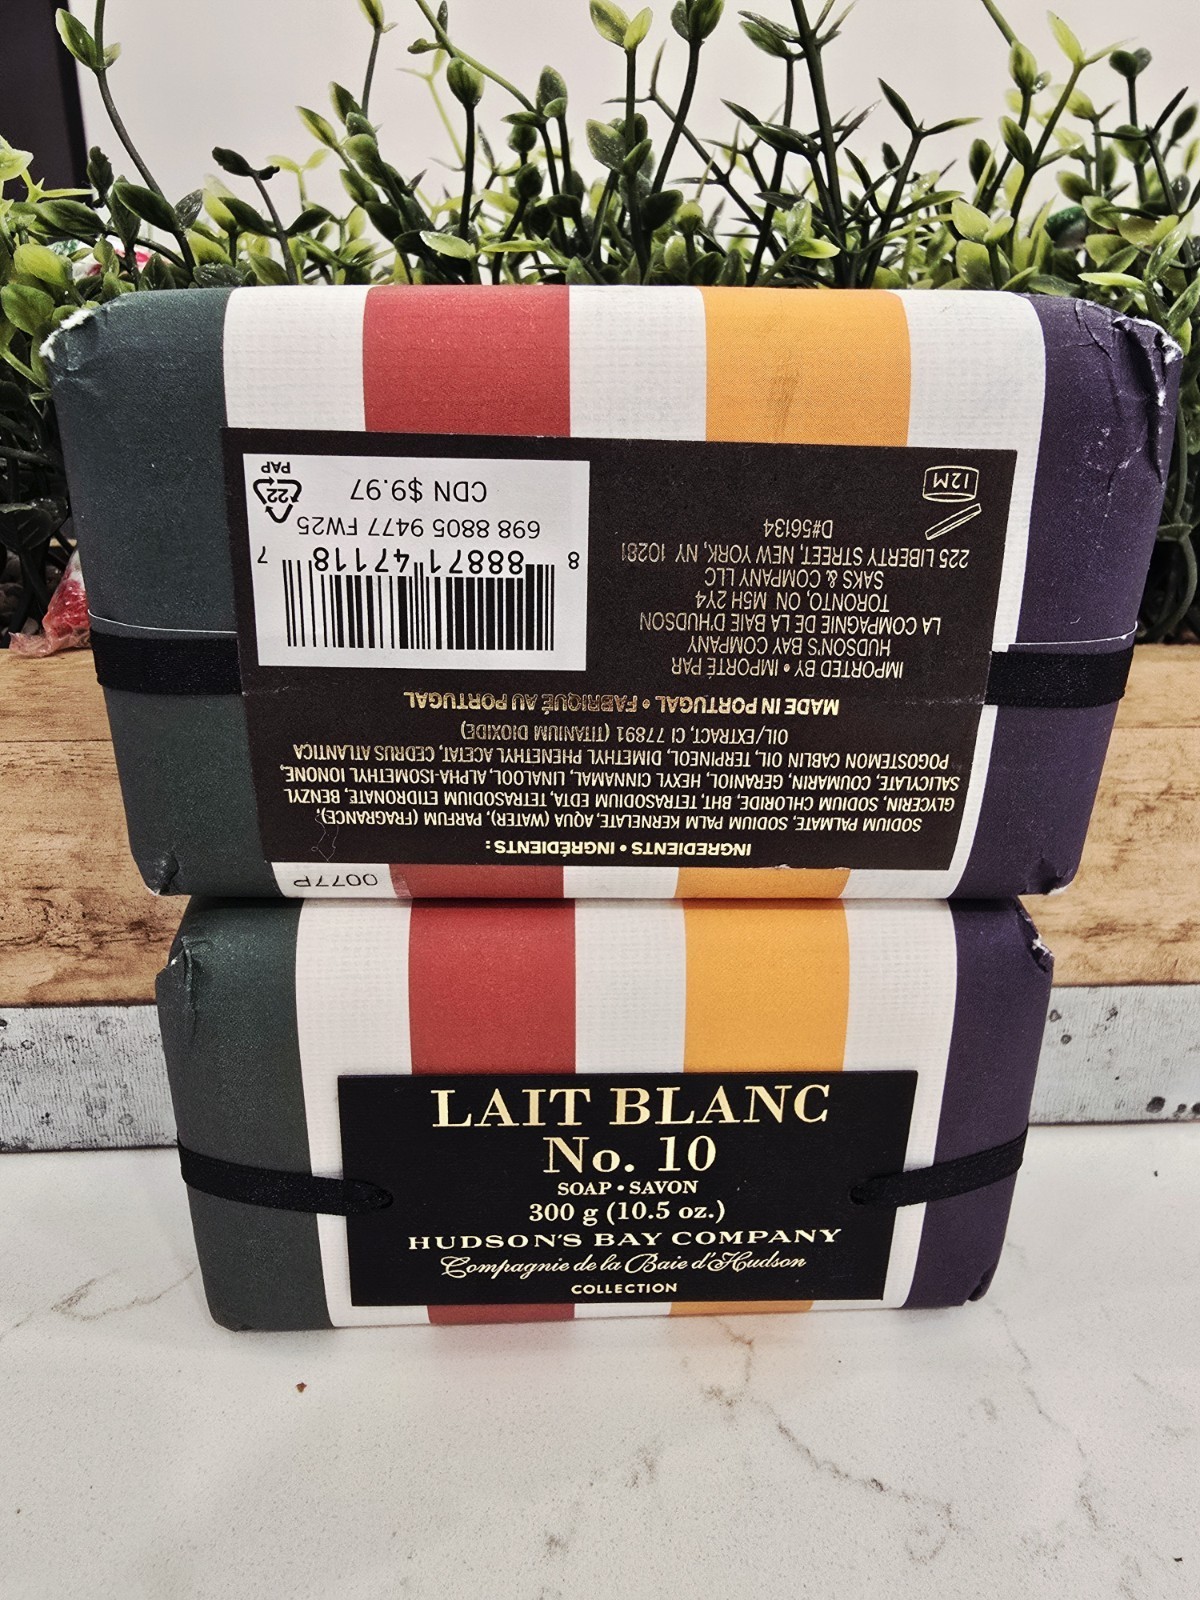 INGREDIENTS • INGRÉDIENTS :
SODIUM PALMATE, SODIUM PALM KERNELATE, AQUA (WATER), PARFUM (FRAGRANCE),
GLYCERIN, SODIUM CHLORIDE, BHT, TETRASODIUM EDTA, TETRASODIUM ETIDRONATE, BENZYL
SALICYLATE, COUMARIN, GERANIOL, HEXYL CINNAMAL, LINALOOL, ALPHA-ISOMETHYL IONONE,
POGOSTEMON CABLIN OIL, TERPINEOL, DIMETHYL PHENETHYL ACETAT, CEDRUS ATLANTICA
OIL/EXTRACT, CI 77891 (TITANIUM DIOXIDE)
MADE IN PORTUGAL • FABRIQUÉ AU PORTUGAL
IMPORTED BY • IMPORTÉ PAR
HUDSON'S BAY COMPANY
LA COMPAGNIE DE LA BAIE D'HUDSON
TORONTO, ON M5H 2Y4
SAKS & COMPANY LLC
225 LIBERTY STREET, NEW YORK, NY 10281
D#56134
12M
8 88871 47118 7
698 8805 9477 FW25
CDN $9.97
22
PAP
0077P
LAIT BLANC
No. 10
SOAP • SAVON
300 g (10.5 oz.)
HUDSON'S BAY COMPANY
Compagnie de la Baie d'Hudson
COLLECTION